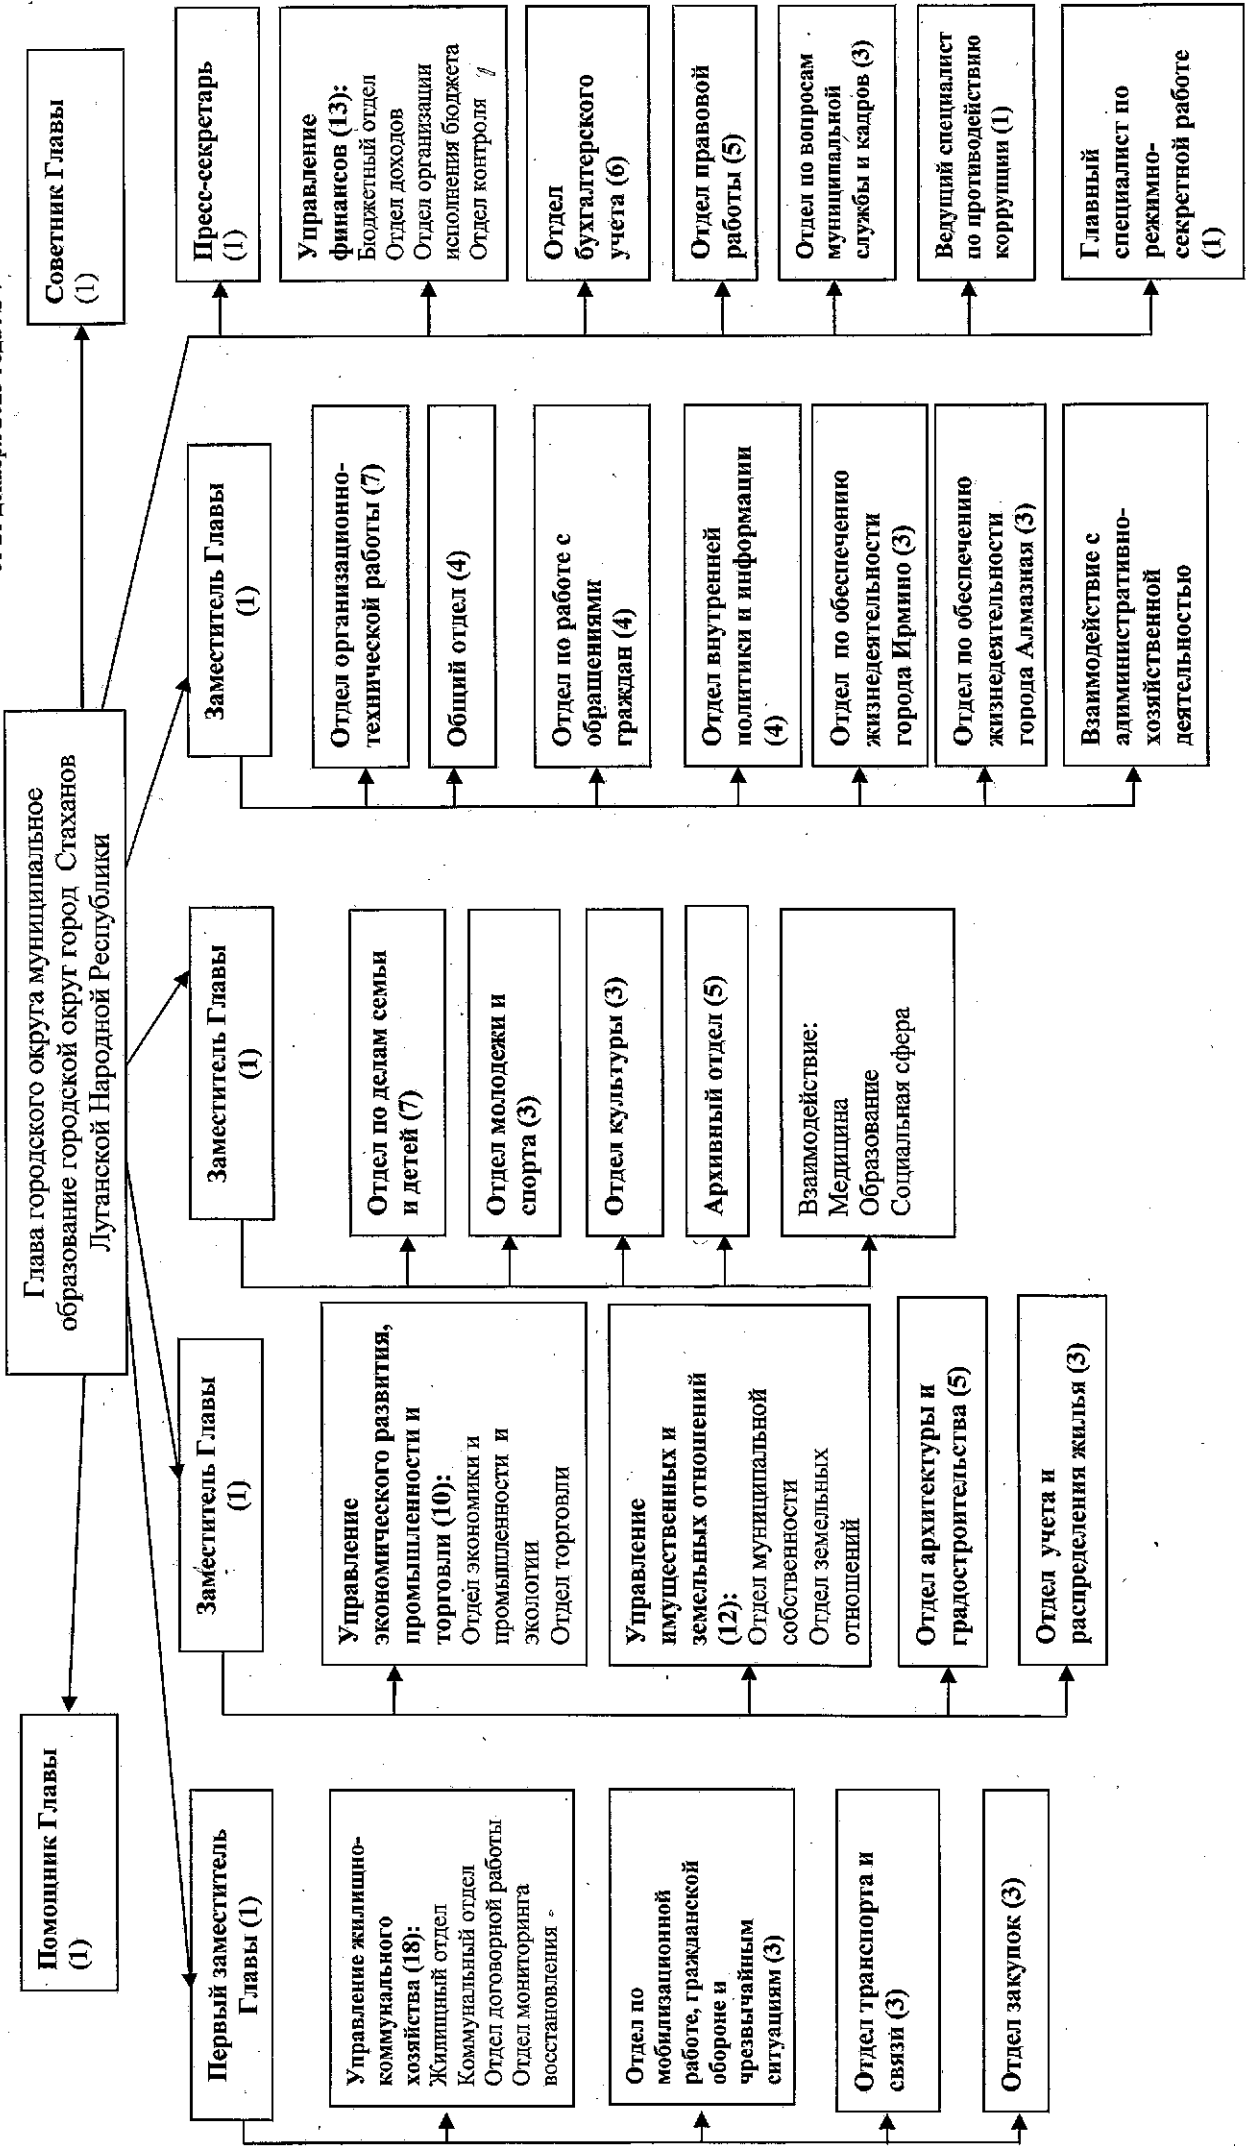 Глава городского округа муниципальное
образование городской округ город Стаханов
Луганской Народной Республики
Помощник Главы
(1)
Советник Главы
(1)
Первый заместитель
Главы (1)
Управление жилищно-
коммунального
хозяйства (18):
Жилищный отдел
Коммунальный отдел
Отдел договорной работы
Отдел мониторинга
восстановления
Отдел по
мобилизационной
работе, гражданской
обороне и
чрезвычайным
ситуациям (3)
Отдел транспорта и
связи (3)
Отдел закупок (3)
Заместитель Главы
(1)
Управление
экономического развития,
промышленности и
торговли (10):
Отдел экономики и
промышленности и
экологии
Отдел торговли
Управление
имущественных и
земельных отношений
(12):
Отдел муниципальной
собственности
Отдел земельных
отношений
Отдел архитектуры и
градостроительства (5)
Отдел учета и
распределения жилья (3)
Заместитель Главы
(1)
Отдел по делам семьи
и детей (7)
Отдел молодежи и
спорта (3)
Отдел культуры (3)
Архивный отдел (5)
Взаимодействие:
Медицина
Образование
Социальная сфера
Заместитель Главы
(1)
Отдел организационно-
технической работы (7)
Общий отдел (4)
Отдел по работе с
обращениями
граждан (4)
Отдел внутренней
политики и информации
(4)
Отдел по обеспечению
жизнедеятельности
города Ирмино (3)
Отдел по обеспечению
жизнедеятельности
города Алмазная (3)
Взаимодействие с
административно-
хозяйственной
деятельностью
Пресс-секретарь
(1)
Управление
финансов (13):
Бюджетный отдел
Отдел доходов
Отдел организации
исполнения бюджета
Отдел контроля
Отдел
бухгалтерского
учета (6)
Отдел правовой
работы (5)
Отдел по вопросам
муниципальной
службы и кадров (3)
Ведущий специалист
по противодействию
коррупции (1)
Главный
специалист по
режимно-
секретной работе
(1)